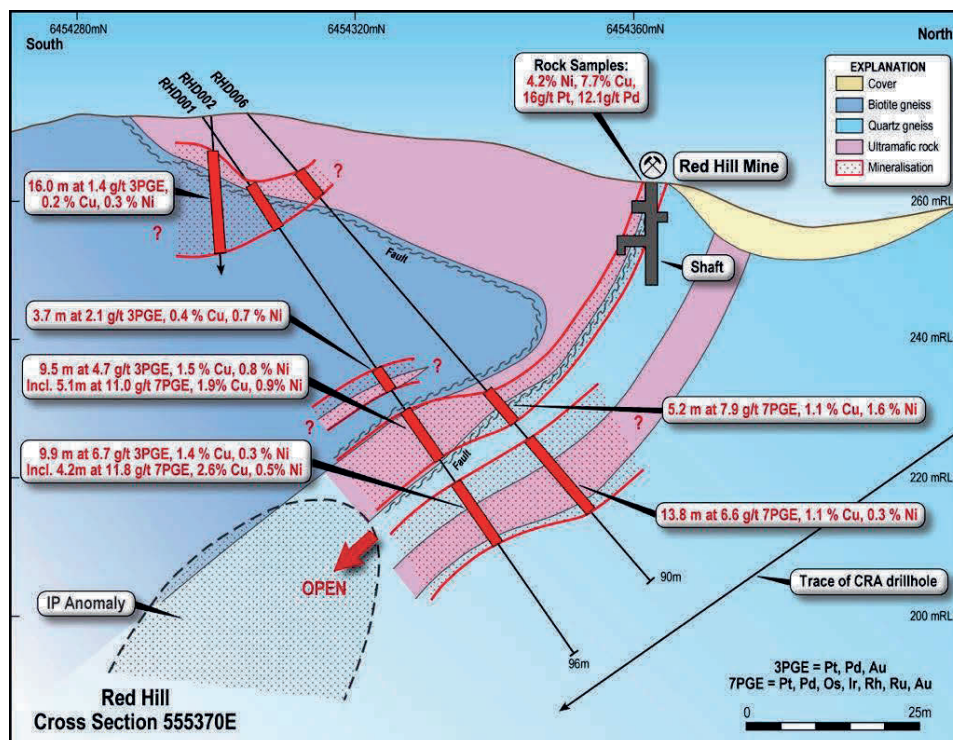 6454280mN
6454320mN
6454360mN
South
North
RHD001
RHD002
RHD006
Rock Samples:
4.2% Ni, 7.7% Cu,
16g/t Pt, 12.1g/t Pd
EXPLANATION
Cover
Biotite gneiss
Quartz gneiss
Ultramafic rock
Mineralisation
Red Hill Mine
16.0 m at 1.4 g/t 3PGE,
0.2 % Cu, 0.3 % Ni
?
?
260 mRL
Fault
Shaft
3.7 m at 2.1 g/t 3PGE, 0.4 % Cu, 0.7 % Ni
240 mRL
9.5 m at 4.7 g/t 3PGE, 1.5 % Cu, 0.8 % Ni
Incl. 5.1m at 11.0 g/t 7PGE, 1.9% Cu, 0.9% Ni
?
?
5.2 m at 7.9 g/t 7PGE, 1.1 % Cu, 1.6 % Ni
?
9.9 m at 6.7 g/t 3PGE, 1.4 % Cu, 0.3 % Ni
Incl. 4.2m at 11.8 g/t 7PGE, 2.6% Cu, 0.5% Ni
Fault
220 mRL
13.8 m at 6.6 g/t 7PGE, 1.1 % Cu, 0.3 % Ni
OPEN
90m
Trace of CRA drillhole
IP Anomaly
200 mRL
96m
3PGE = Pt, Pd, Au
7PGE = Pt, Pd, Os, Ir, Rh, Ru, Au
Red Hill
Cross Section 555370E
0
25m